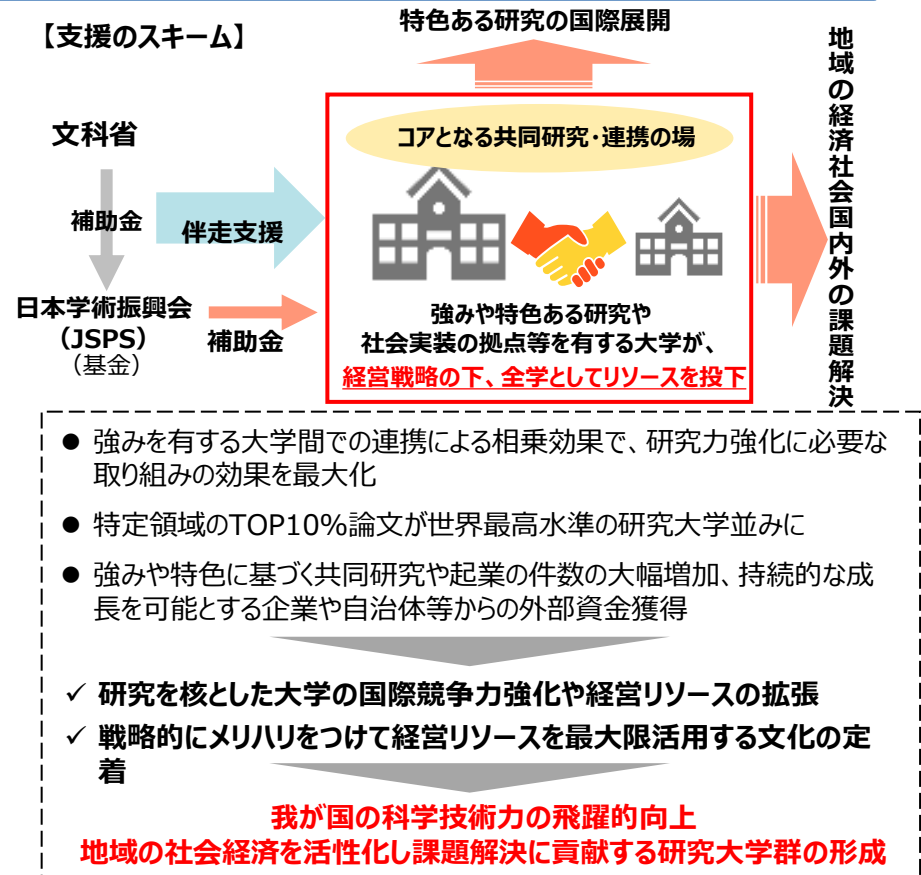 【支援のスキーム】
特色ある研究の国際展開
文科省
補助金
伴走支援
日本学術振興会
(JSPS)
(基金)
補助金
コアとなる共同研究・連携の場
強みや特色ある研究や
社会実装の拠点等を有する大学が、
経営戦略の下、全学としてリソースを投下
地域の経済社会国内外の課題解決
● 強みを有する大学間での連携による相乗効果で、研究力強化に必要な
取り組みの効果を最大化
● 特定領域のTOP10%論文が世界最高水準の研究大学並みに
● 強みや特色に基づく共同研究や起業の件数の大幅増加、持続的な成
長を可能とする企業や自治体等からの外部資金獲得
✓ 研究を核とした大学の国際競争力強化や経営リソースの拡張
✓ 戦略的にメリハリをつけて経営リソースを最大限活用する文化の定
着
我が国の科学技術力の飛躍的向上
地域の社会経済を活性化し課題解決に貢献する研究大学群の形成